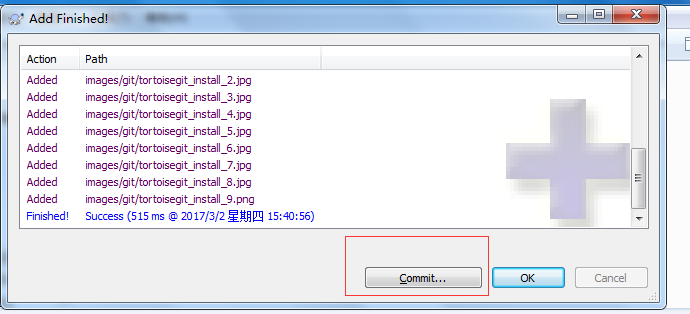 Add Finished!
Action Path
Added images/git/tortoisegit_install_2.jpg
Added images/git/tortoisegit_install_3.jpg
Added images/git/tortoisegit_install_4.jpg
Added images/git/tortoisegit_install_5.jpg
Added images/git/tortoisegit_install_6.jpg
Added images/git/tortoisegit_install_7.jpg
Added images/git/tortoisegit_install_8.jpg
Added images/git/tortoisegit_install_9.png
Finished! Success (515 ms @ 2017/3/2 星期四 15:40:56)
Commit... OK Cancel